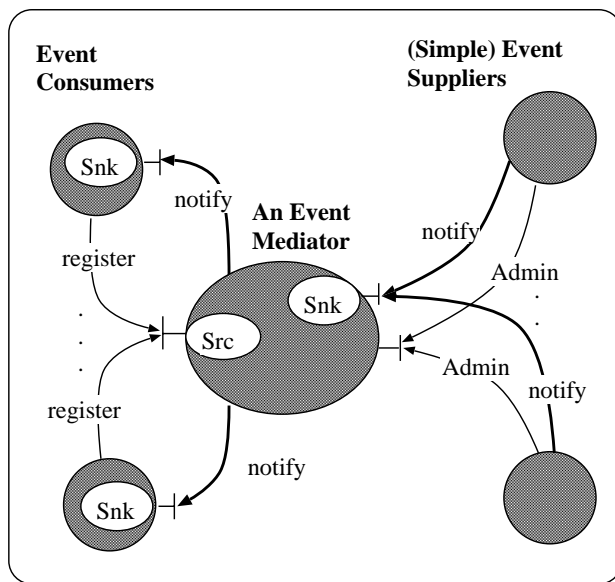 Event
Consumers
(Simple) Event
Suppliers
Snk
notify
An Event
Mediator
notify
register
Admin
Snk
Src
Admin
register
notify
notify
Snk